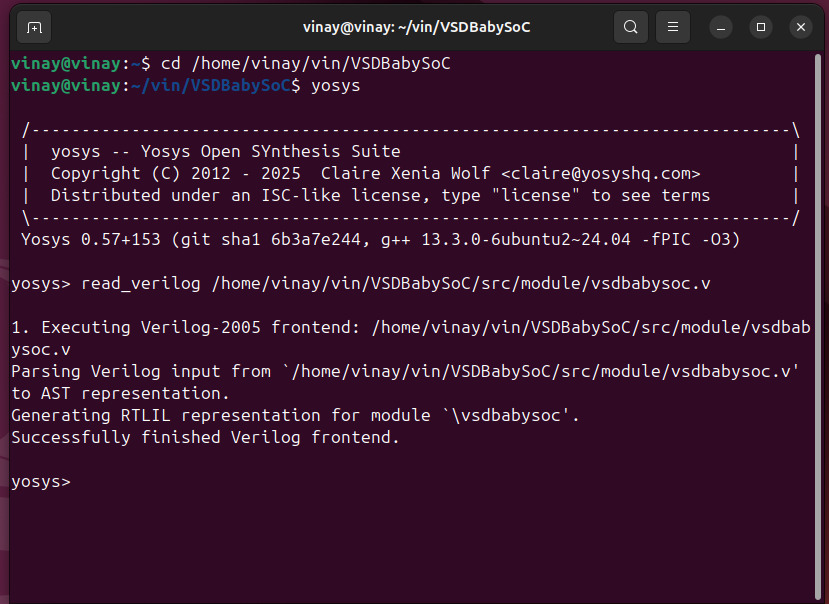 vinay@vinay: ~/vin/VSDBabySoC
vinay@vinay:~$ cd /home/vinay/vin/VSDBabySoC
vinay@vinay:~/vin/VSDBabySoC$ yosys
/----------------------------------------------------------------------------\
|  yosys -- Yosys Open SYnthesis Suite                                       |
|  Copyright (C) 2012 - 2025  Claire Xenia Wolf <claire@yosyshq.com>         |
|  Distributed under an ISC-like license, type "license" to see terms        |
\----------------------------------------------------------------------------/
Yosys 0.57+153 (git sha1 6b3a7e244, g++ 13.3.0-6ubuntu2~24.04 -fPIC -O3)
yosys> read_verilog /home/vinay/vin/VSDBabySoC/src/module/vsdbabysoc.v
1. Executing Verilog-2005 frontend: /home/vinay/vin/VSDBabySoC/src/module/vsdbab
ysoc.v
Parsing Verilog input from `/home/vinay/vin/VSDBabySoC/src/module/vsdbabysoc.v'
to AST representation.
Generating RTLIL representation for module `\vsdbabysoc'.
Successfully finished Verilog frontend.
yosys>